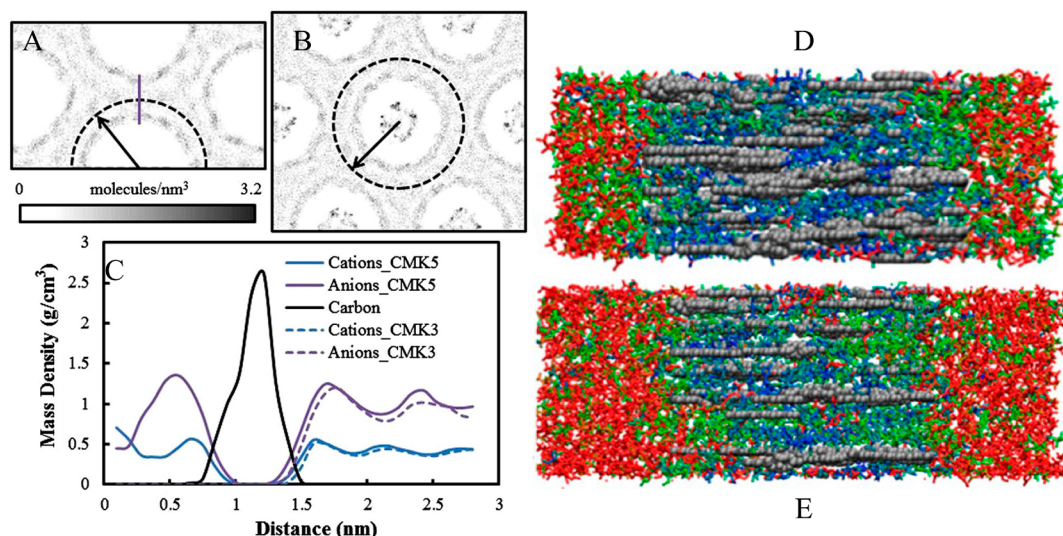 A
B
D
0 molecules/nm³ 3.2
C
3
2.5
2
1.5
1
0.5
0
Mass Density (g/cm³)
Cations_CMK5
Anions_CMK5
Carbon
Cations_CMK3
Anions_CMK3
0 0.5 1 1.5 2 2.5 3
Distance (nm)
E